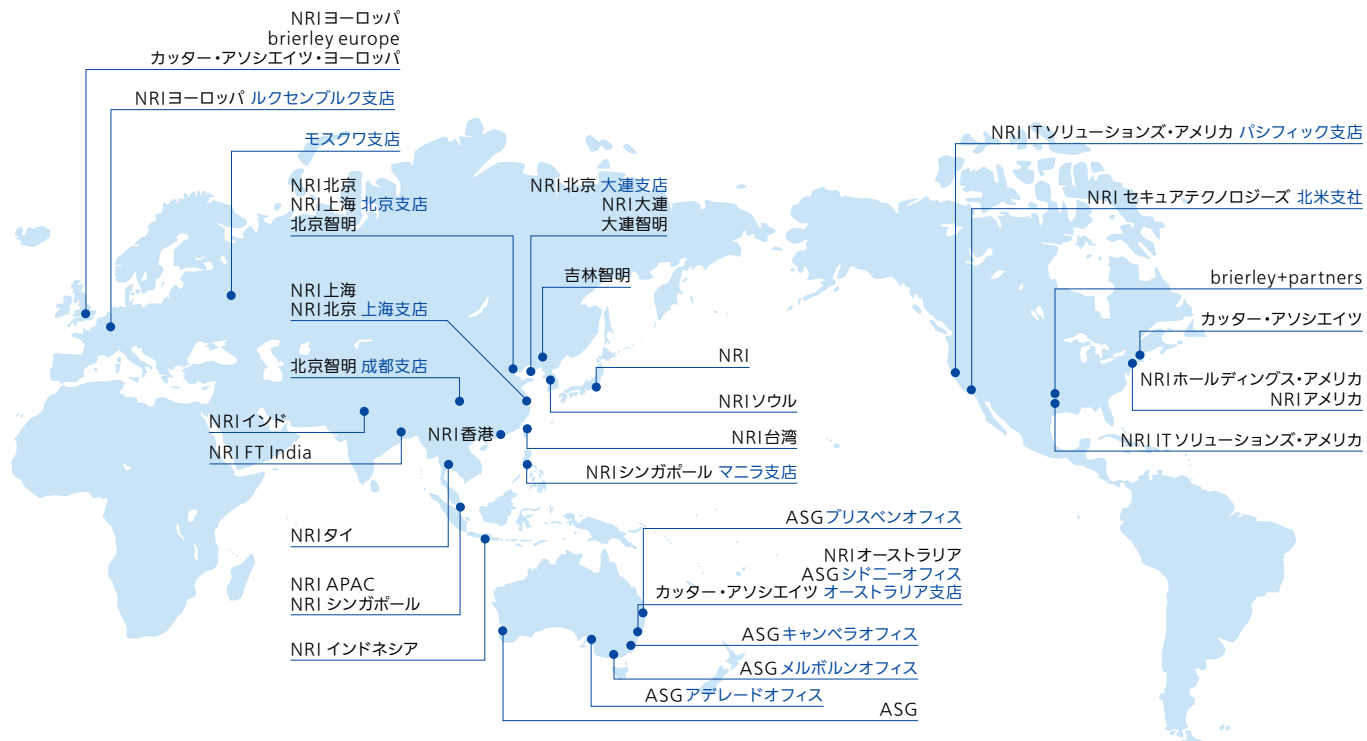 NRIヨーロッパ
brierley europe
カッター・アソシエイツ・ヨーロッパ
NRIヨーロッパ ルクセンブルク支店
モスクワ支店
NRI北京
NRI上海 北京支店
北京智明
NRI北京 大連支店
NRI大連
大連智明
吉林智明
NRI上海
NRI北京 上海支店
北京智明 成都支店
NRI
NRIソウル
NRIインド
NRI FT India
NRI香港
NRI台湾
NRIシンガポール マニラ支店
NRIタイ
NRI APAC
NRI シンガポール
NRI インドネシア
ASGブリスベンオフィス
NRIオーストラリア
ASGシドニーオフィス
カッター・アソシエイツ オーストラリア支店
ASGキャンベラオフィス
ASGメルボルンオフィス
ASGアデレードオフィス
ASG
NRI ITソリューションズ・アメリカ パシフィック支店
NRI セキュアテクノロジーズ 北米支社
brierley+partners
カッター・アソシエイツ
NRIホールディングス・アメリカ
NRIアメリカ
NRI ITソリューションズ・アメリカ